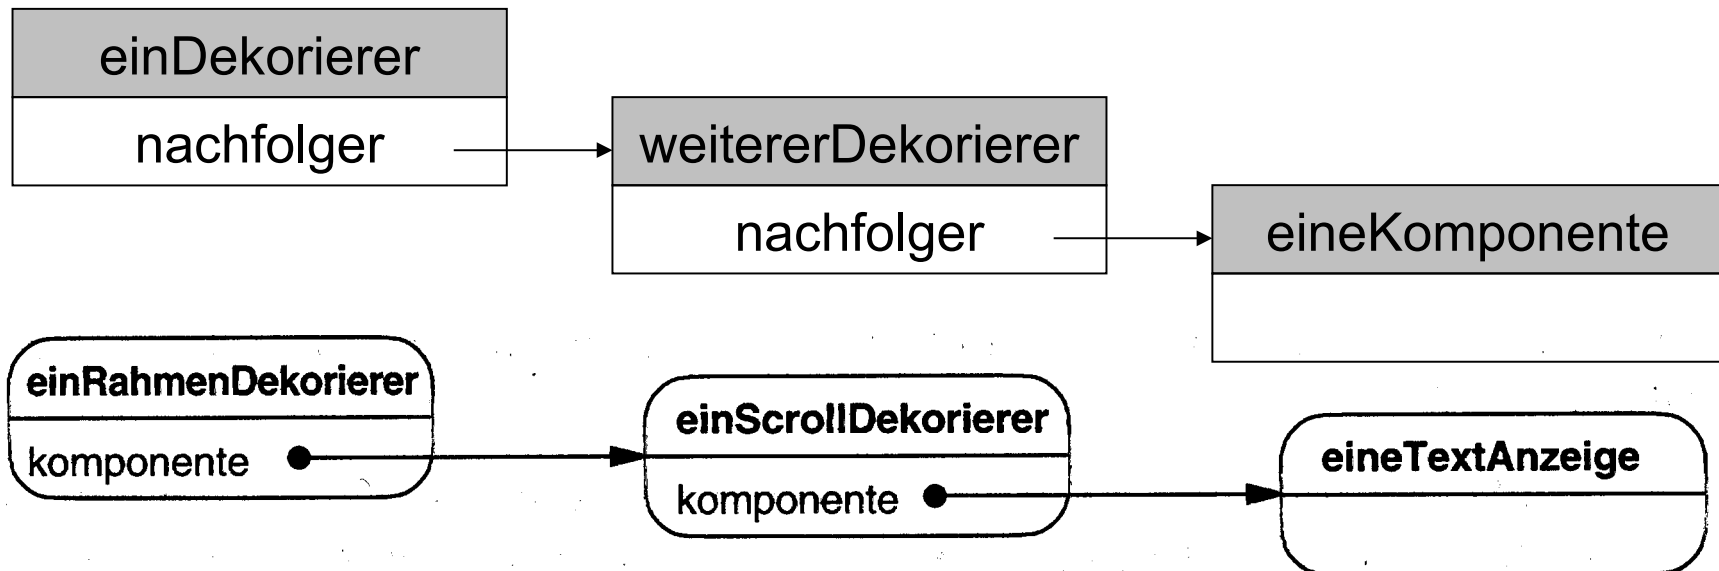 einDekorierer
nachfolger
weitererDekorierer
nachfolger
eineKomponente
einRahmenDekorierer
komponente
einScrollDekorierer
komponente
eineTextAnzeige